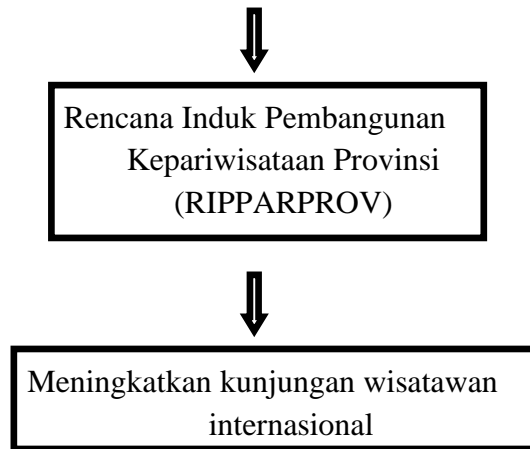 Rencana Induk Pembangunan
Kepariwisataan Provinsi
(RIPPARPROV)
Meningkatkan kunjungan wisatawan
internasional